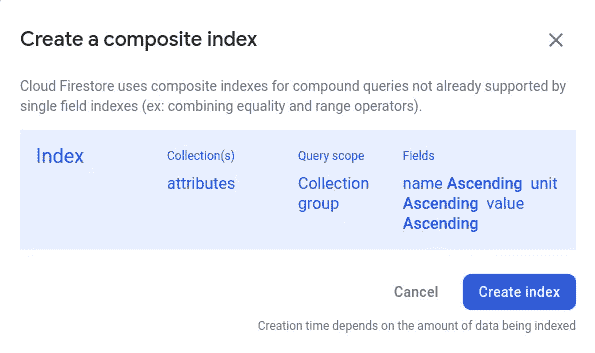 Create a composite index
Cloud Firestore uses composite indexes for compound queries not already supported by
single field indexes (ex: combining equality and range operators).
Index
Collection(s)
attributes
Query scope
Collection
group
Fields
name Ascending unit
Ascending value
Ascending
Cancel
Create index
Creation time depends on the amount of data being indexed